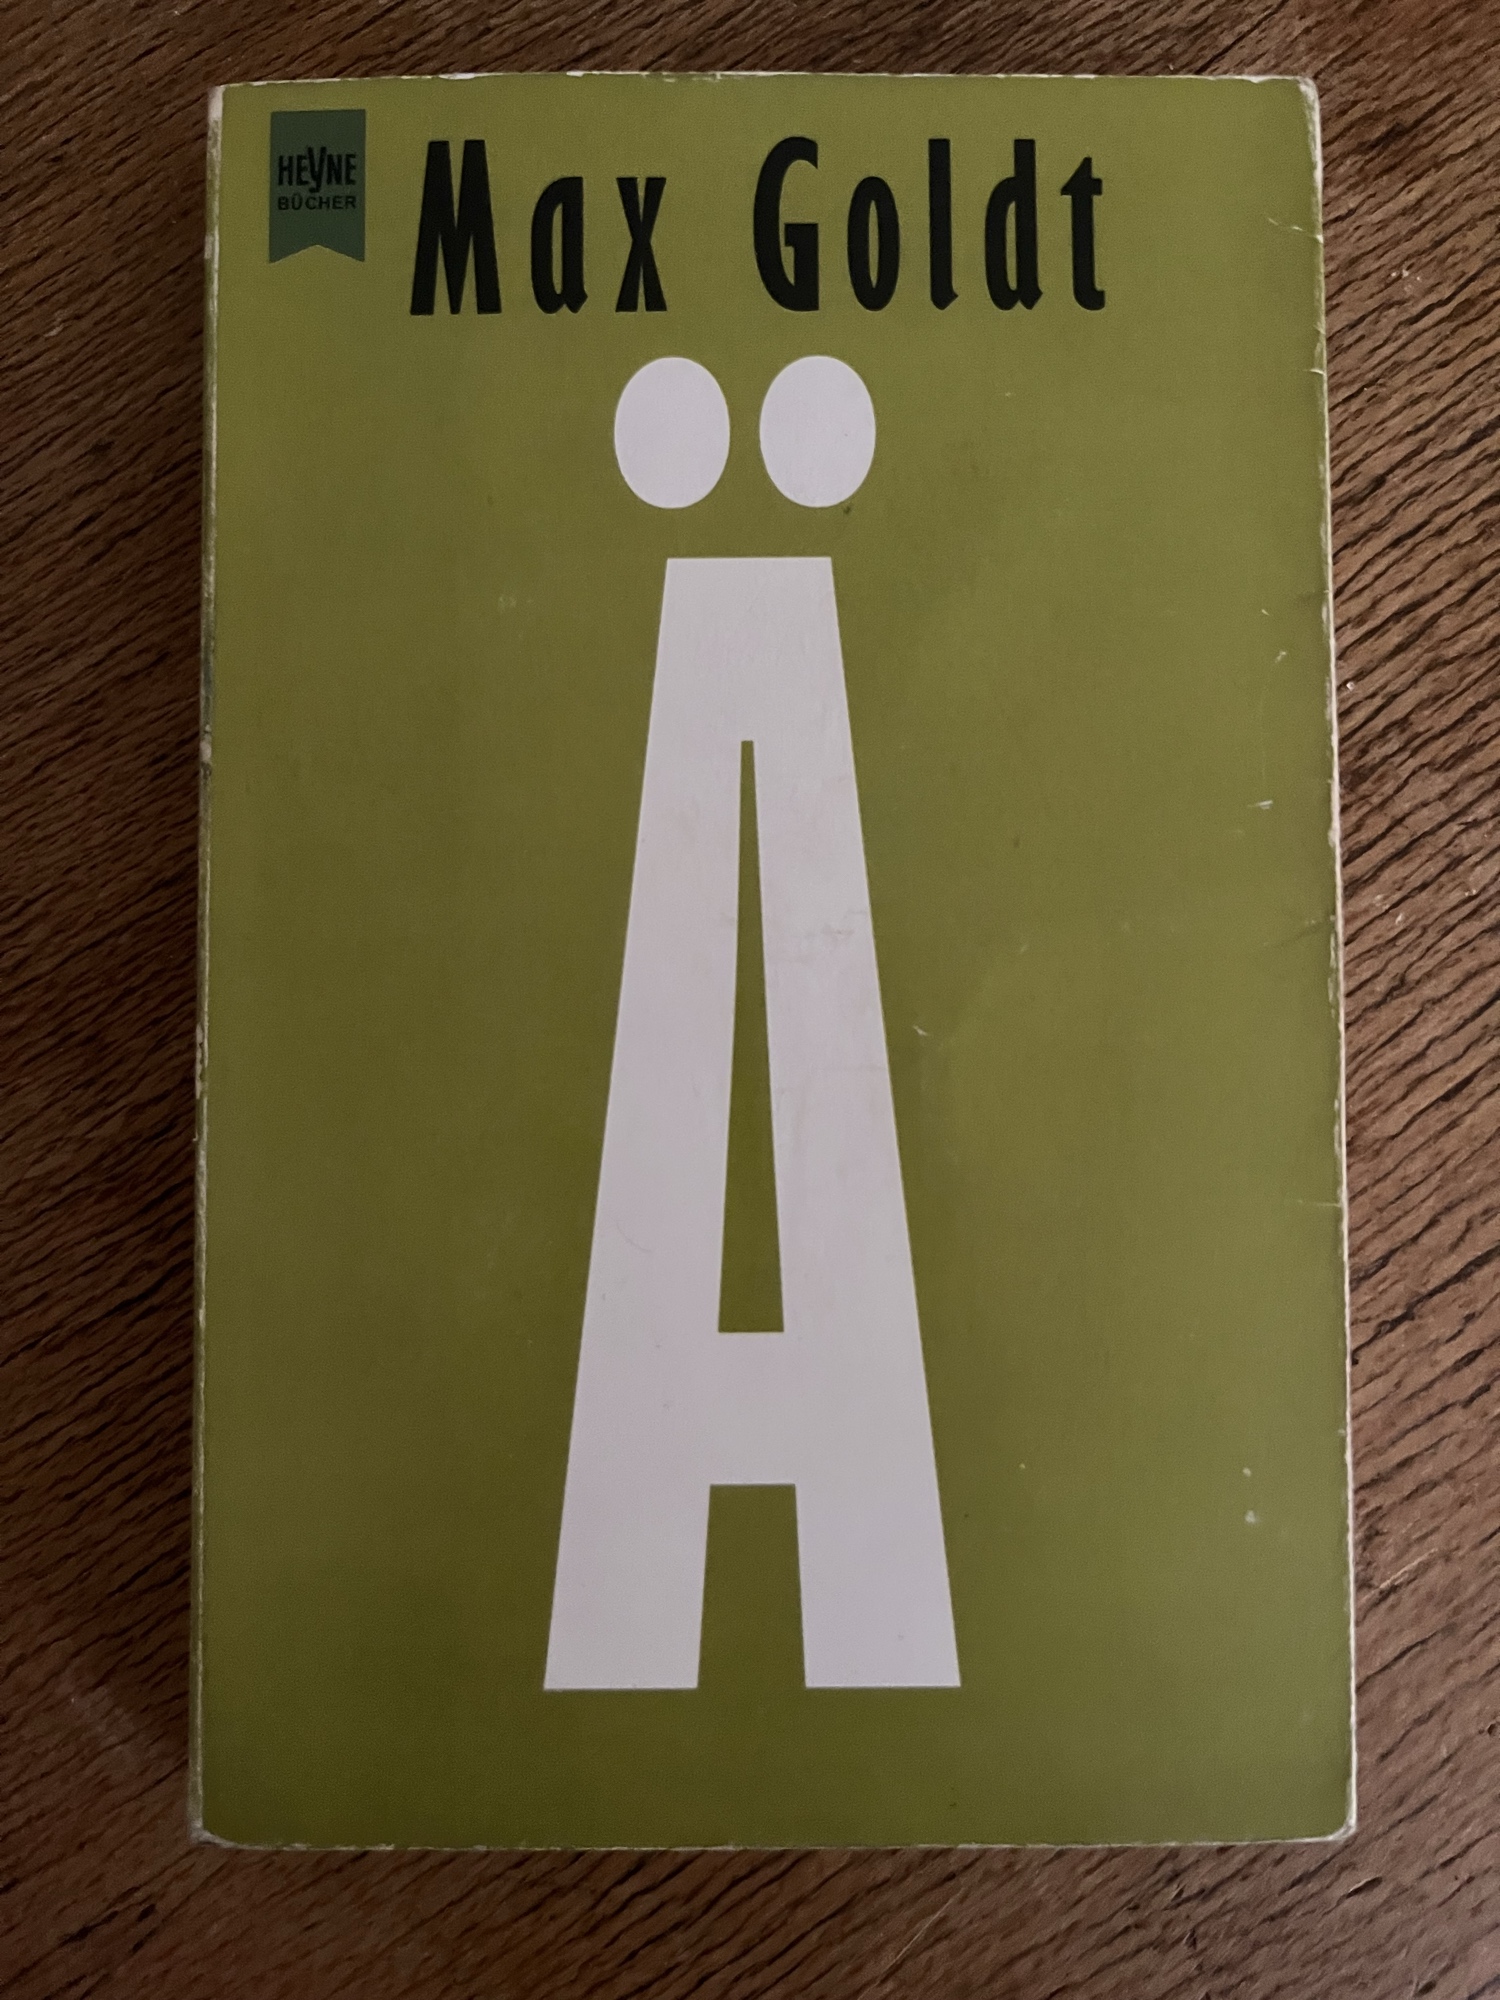 HEYNE
BÜCHER
Max Goldt
Ä